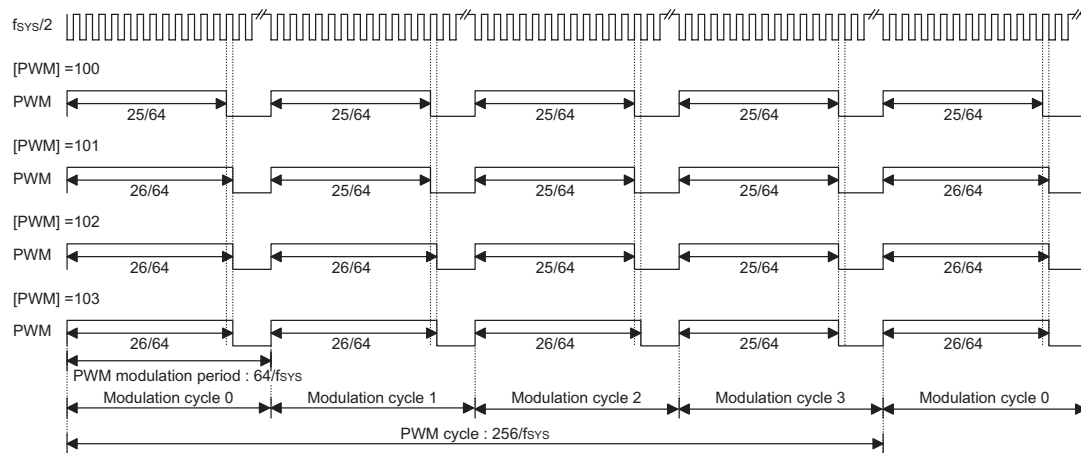 fSYS/2
[PWM] =100
PWM
25/64 25/64 25/64 25/64 25/64
[PWM] =101
PWM
26/64 25/64 25/64 25/64 26/64
[PWM] =102
PWM
26/64 26/64 25/64 25/64 26/64
[PWM] =103
PWM
26/64 26/64 26/64 25/64 26/64
PWM modulation period : 64/fSYS
Modulation cycle 0 Modulation cycle 1 Modulation cycle 2 Modulation cycle 3 Modulation cycle 0
PWM cycle : 256/fSYS